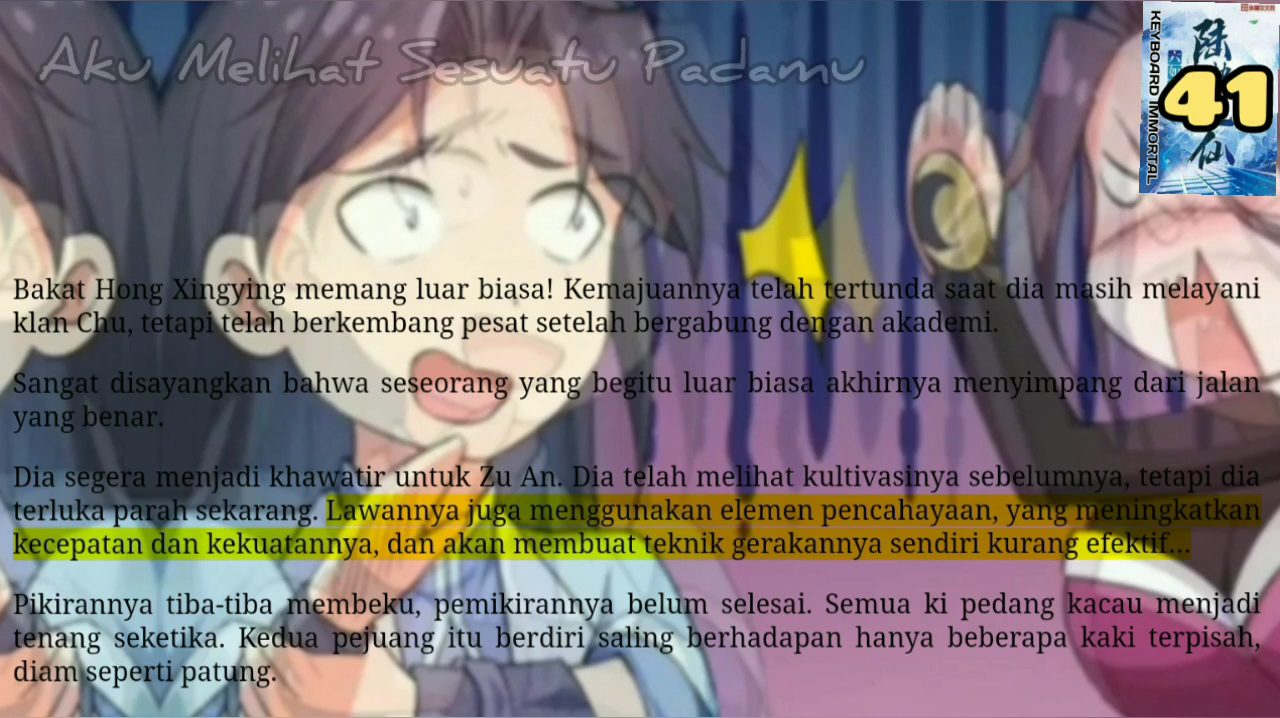 Aku Melihat Sesuatu Padamu
KEYBOARD IMMORTAL
陆
仙
41
Bakat Hong Xingying memang luar biasa! Kemajuannya telah tertunda saat dia masih melayani
klan Chu, tetapi telah berkembang pesat setelah bergabung dengan akademi.
Sangat disayangkan bahwa seseorang yang begitu luar biasa akhirnya menyimpang dari jalan
yang benar.
Dia segera menjadi khawatir untuk Zu An. Dia telah melihat kultivasinya sebelumnya, tetapi dia
terluka parah sekarang. Lawannya juga menggunakan elemen pencahayaan, yang meningkatkan
kecepatan dan kekuatannya, dan akan membuat teknik gerakannya sendiri kurang efektif...
Pikirannya tiba-tiba membeku, pemikirannya belum selesai. Semua ki pedang kacau menjadi
tenang seketika. Kedua pejuang itu berdiri saling berhadapan hanya beberapa kaki terpisah,
diam seperti patung.